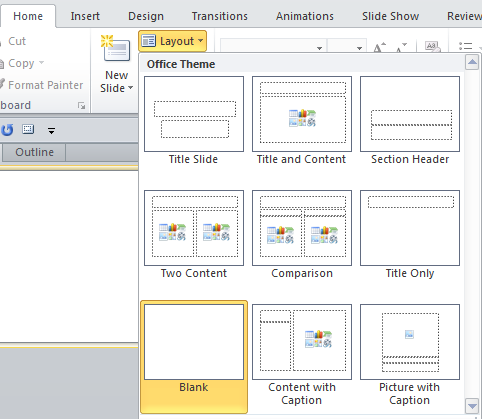 Home Insert Design Transitions Animations Slide Show Review
Cut
Copy
Format Painter
board
New
Slide
Layout
Outline
Office Theme
Title Slide Title and Content Section Header
Two Content Comparison Title Only
Blank Content with Caption Picture with Caption